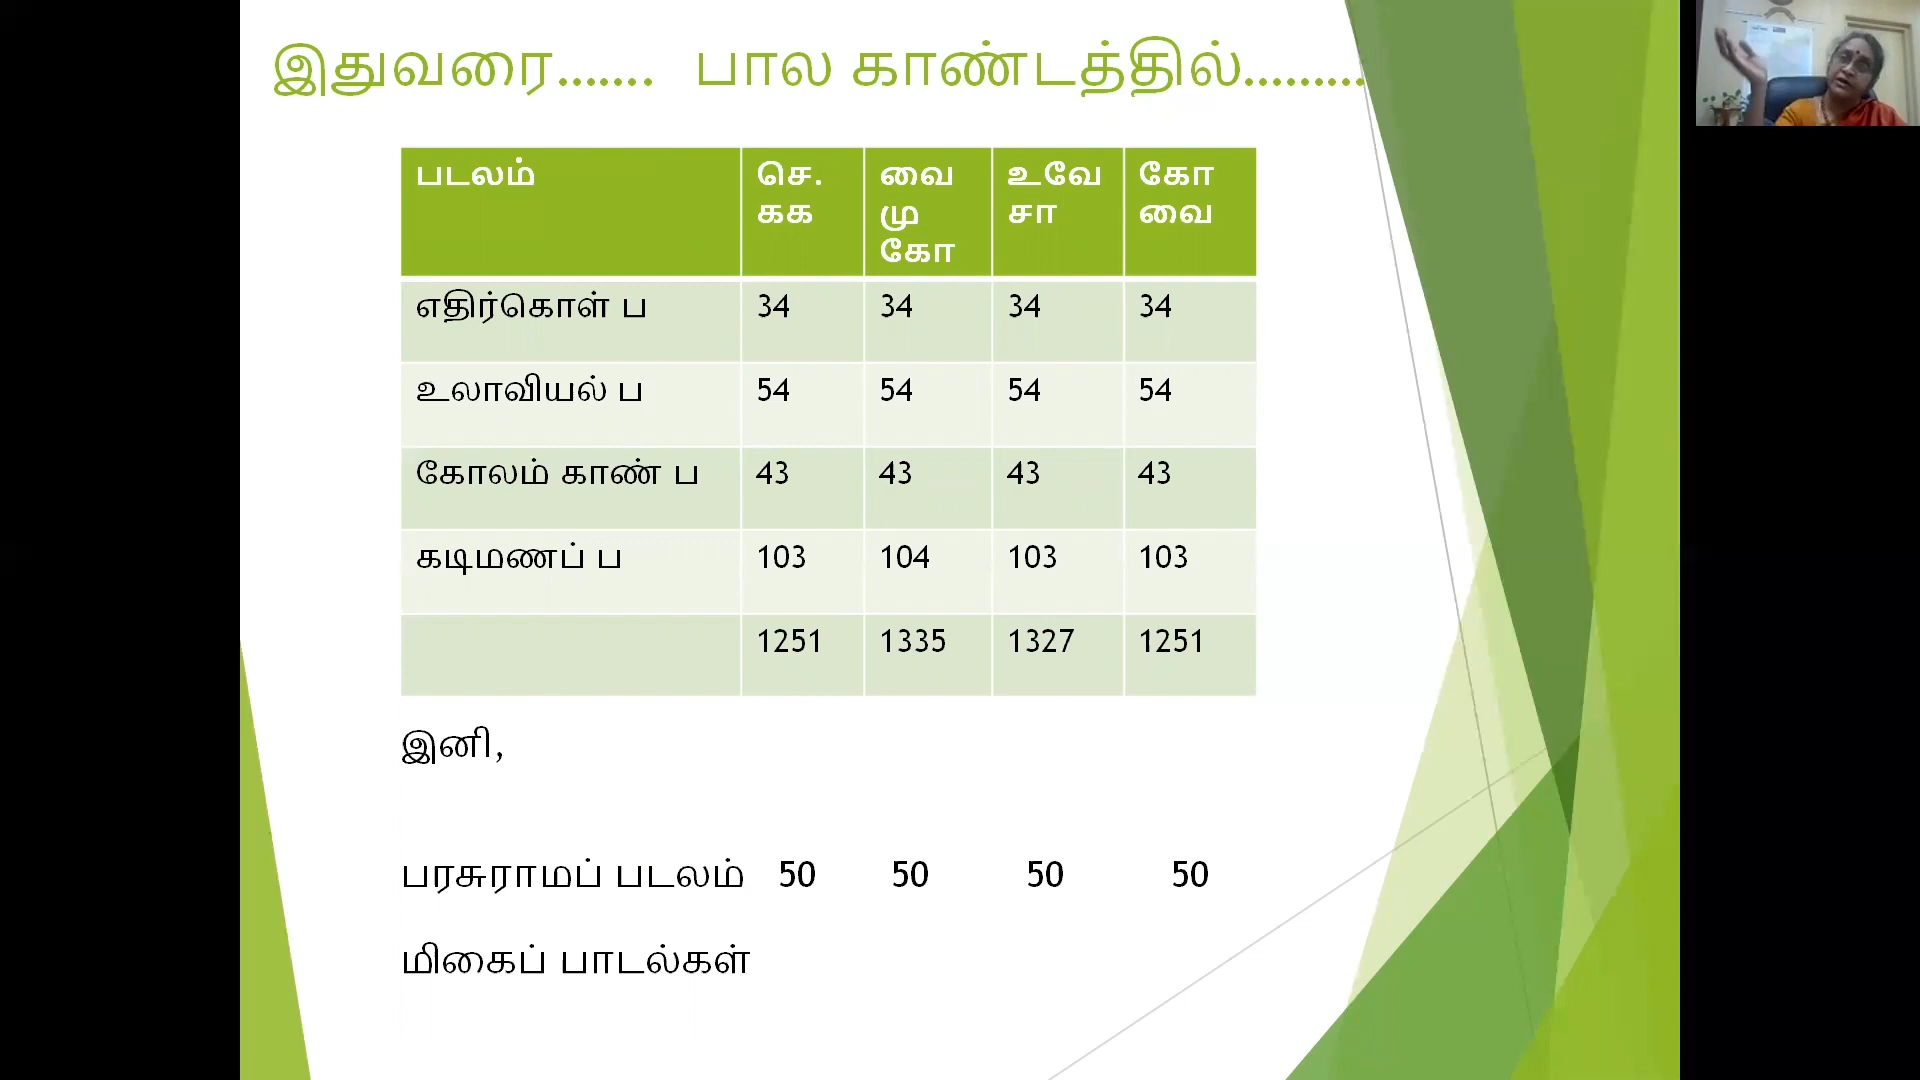 இதுவரை....... பால காண்டத்தில்.........
படலம் செ. கக வை மு கோ உவே சா கோ வை
எதிர்கொள் ப 34 34 34 34
உலாவியல் ப 54 54 54 54
கோலம் காண் ப 43 43 43 43
கடிமணப் ப 103 104 103 103
1251 1335 1327 1251
இனி,
பரசுராமப் படலம் 50 50 50 50
மிகைப் பாடல்கள்